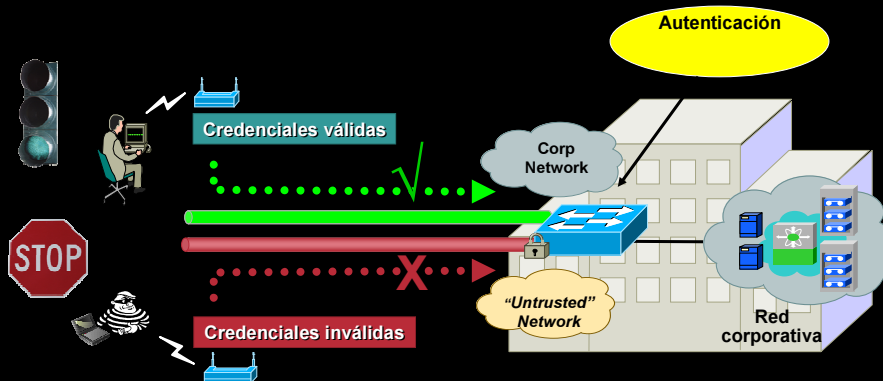 Autenticación
Credenciales válidas
Corp
Network
√
STOP
X
"Untrusted"
Network
Credenciales inválidas
Red
corporativa